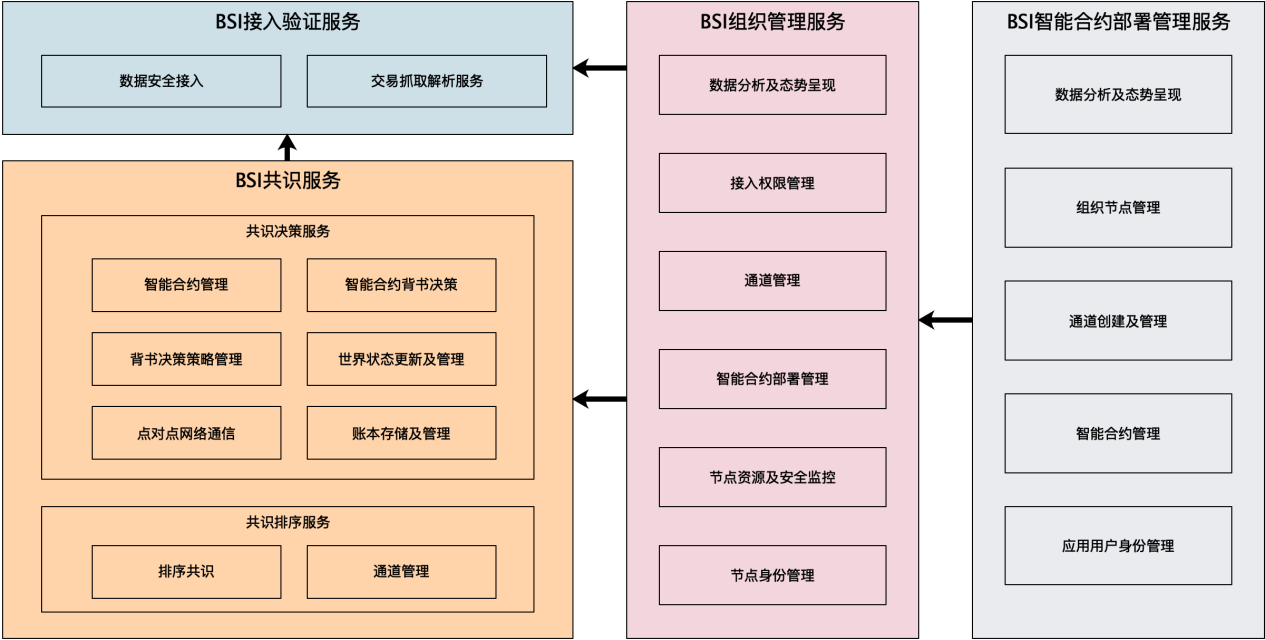 BSI接入验证服务
数据安全接入
交易抓取解析服务
BSI共识服务
共识决策服务
智能合约管理
智能合约背书决策
背书决策策略管理
世界状态更新及管理
点对点网络通信
账本存储及管理
共识排序服务
排序共识
通道管理
BSI组织管理服务
数据分析及态势呈现
接入权限管理
通道管理
智能合约部署管理
节点资源及安全监控
节点身份管理
BSI智能合约部署管理服务
数据分析及态势呈现
组织节点管理
通道创建及管理
智能合约管理
应用用户身份管理